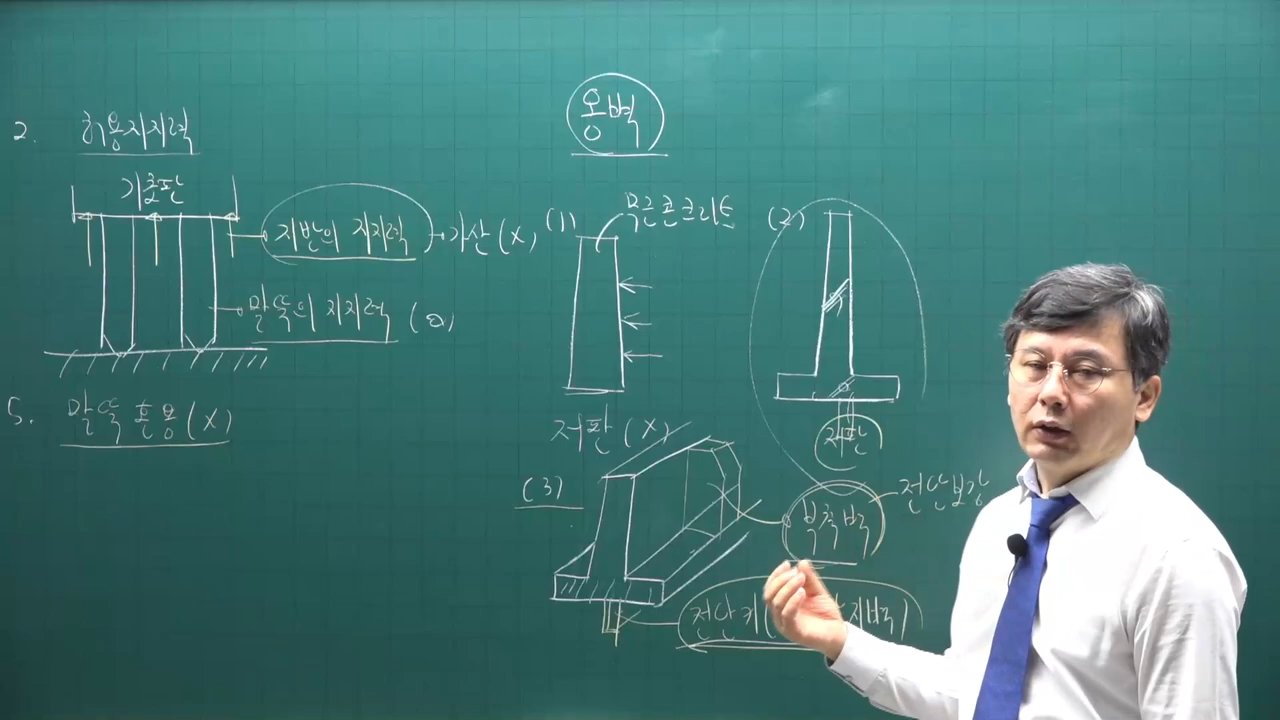 옹벽
2. 허용지지력
기초판
지반의 지지력 가산(X)
말뚝의 지지력 (O)
5. 말뚝 혼용(X)
(1) 무근콘크리트
저판(X)
(2)
저판
(3)
부축벽 전단보강
전단키(